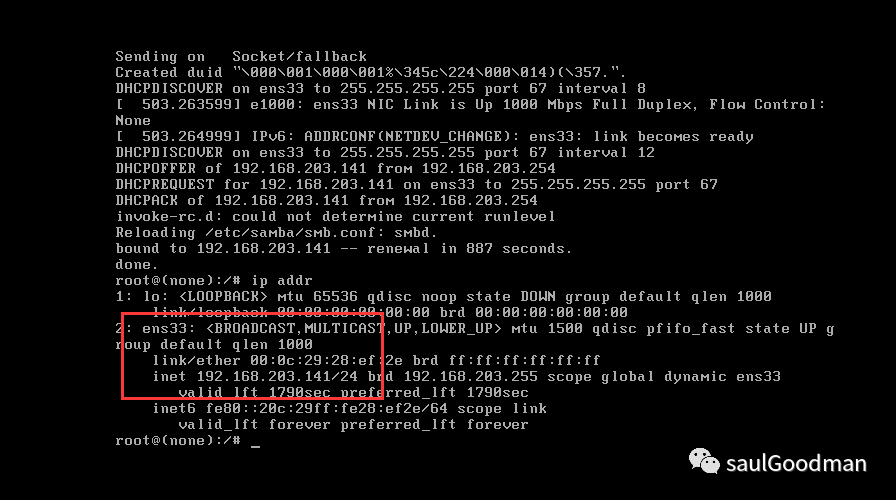 Sending on   Socket/fallback
Created duid "\000\001\000\001%\345c\224\000\014)(\357.".
DHCPDISCOVER on ens33 to 255.255.255.255 port 67 interval 8
[  503.263599] e1000: ens33 NIC Link is Up 1000 Mbps Full Duplex, Flow Control:
None
[  503.264999] IPv6: ADDRCONF(NETDEV_CHANGE): ens33: link becomes ready
DHCPDISCOVER on ens33 to 255.255.255.255 port 67 interval 12
DHCPOFFER of 192.168.203.141 from 192.168.203.254
DHCPREQUEST for 192.168.203.141 on ens33 to 255.255.255.255 port 67
DHCPACK of 192.168.203.141 from 192.168.203.254
invoke-rc.d: could not determine current runlevel
Reloading /etc/samba/smb.conf: smbd.
bound to 192.168.203.141 -- renewal in 887 seconds.
done.
root@(none):/# ip addr
1: lo: <LOOPBACK> mtu 65536 qdisc noop state DOWN group default qlen 1000
    link/loopback 00:00:00:00:00:00 brd 00:00:00:00:00:00
2: ens33: <BROADCAST,MULTICAST,UP,LOWER_UP> mtu 1500 qdisc pfifo_fast state UP g
roup default qlen 1000
    link/ether 00:0c:29:28:ef:2e brd ff:ff:ff:ff:ff:ff
    inet 192.168.203.141/24 brd 192.168.203.255 scope global dynamic ens33
       valid_lft 1790sec preferred_lft 1790sec
    inet6 fe80::20c:29ff:fe28:ef2e/64 scope link
       valid_lft forever preferred_lft forever
root@(none):/# _
saulGoodman